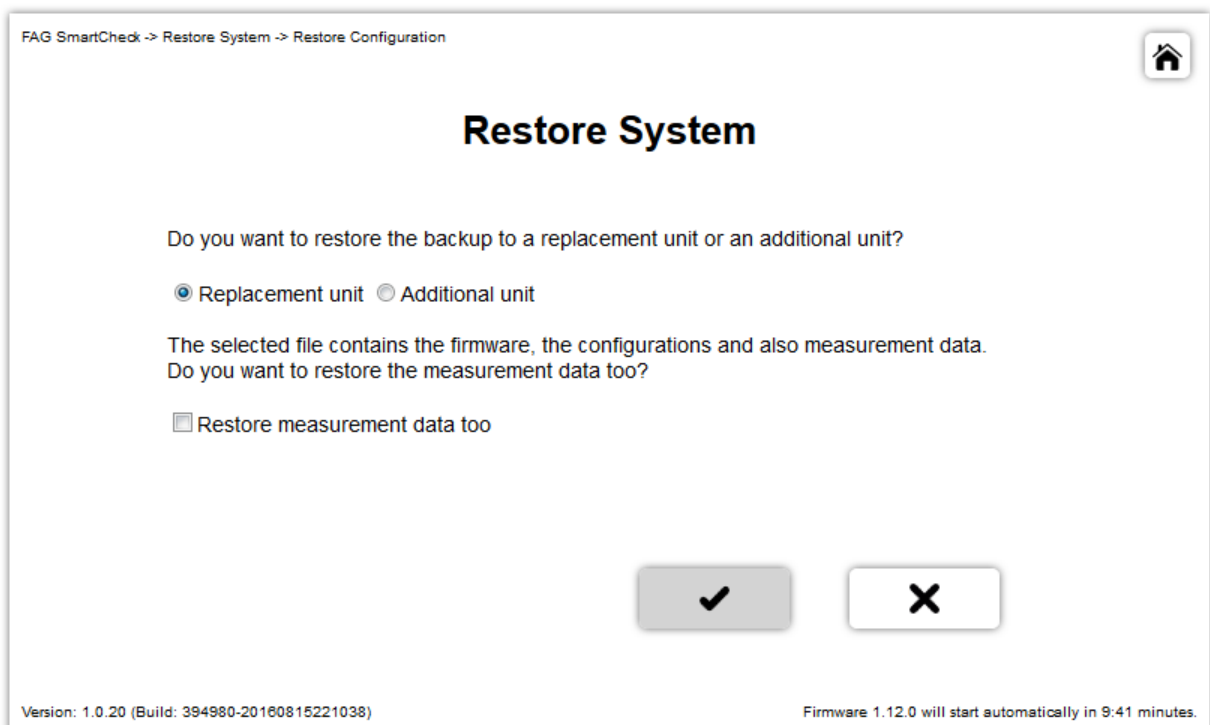 FAG SmartCheck -> Restore System -> Restore Configuration
Restore System
Do you want to restore the backup to a replacement unit or an additional unit?
Replacement unit Additional unit
The selected file contains the firmware, the configurations and also measurement data.
Do you want to restore the measurement data too?
Restore measurement data too
Version: 1.0.20 (Build: 394980-20160815221038) Firmware 1.12.0 will start automatically in 9:41 minutes.